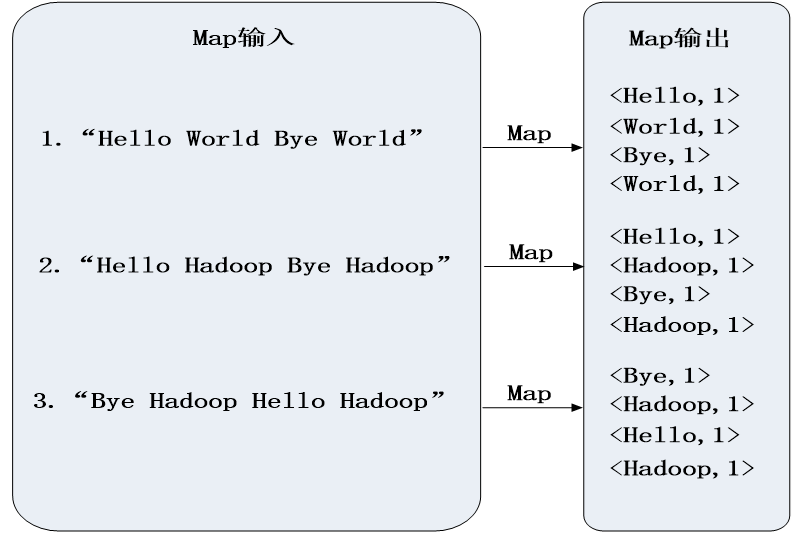 Map输入
1. “Hello World Bye World”
Map
2. “Hello Hadoop Bye Hadoop”
Map
3. “Bye Hadoop Hello Hadoop”
Map
Map输出
<Hello,1>
<World,1>
<Bye,1>
<World,1>
<Hello,1>
<Hadoop,1>
<Bye,1>
<Hadoop,1>
<Bye,1>
<Hadoop,1>
<Hello,1>
<Hadoop,1>